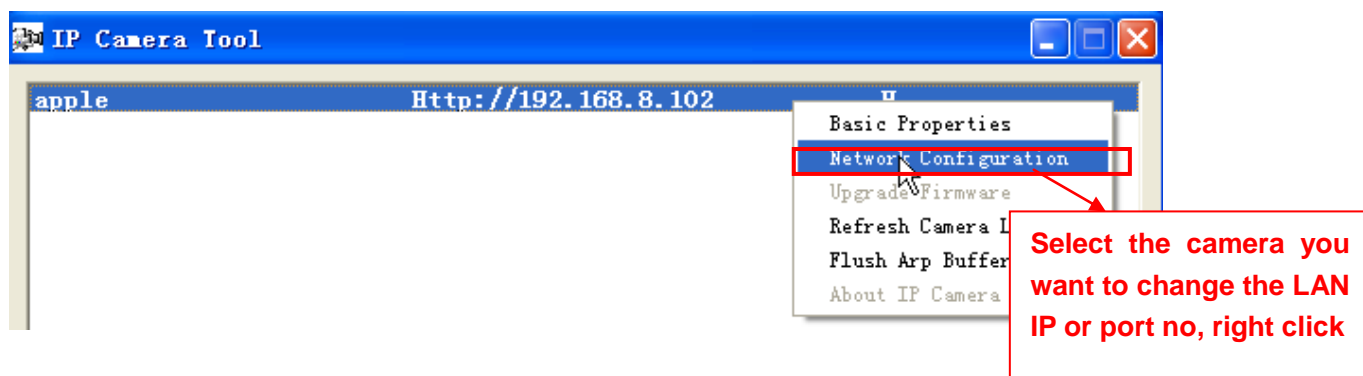 IP Camera Tool
apple Http://192.168.8.102
Basic Properties
Network Configuration
Upgrade Firmware
Refresh Camera L
Flush Arp Buffer
About IP Camera
Select the camera you
want to change the LAN
IP or port no, right click